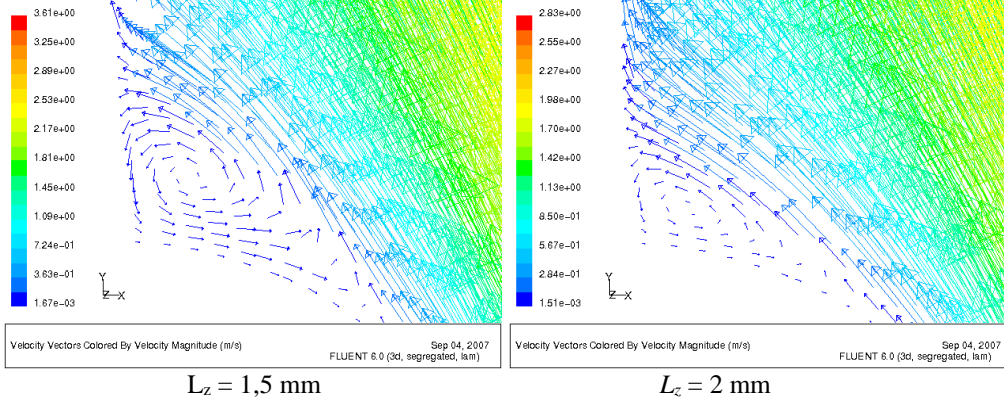 3.61e+00
3.25e+00
2.89e+00
2.53e+00
2.17e+00
1.81e+00
1.45e+00
1.09e+00
7.24e-01
3.63e-01
1.67e-03
Y
Z X
Velocity Vectors Colored By Velocity Magnitude (m/s)
Sep 04, 2007
FLUENT 6.0 (3d, segregated, lam)
Lz = 1,5 mm
2.83e+00
2.55e+00
2.27e+00
1.98e+00
1.70e+00
1.42e+00
1.13e+00
8.50e-01
5.67e-01
2.84e-01
1.51e-03
Y
Z X
Velocity Vectors Colored By Velocity Magnitude (m/s)
Sep 04, 2007
FLUENT 6.0 (3d, segregated, lam)
Lz = 2 mm